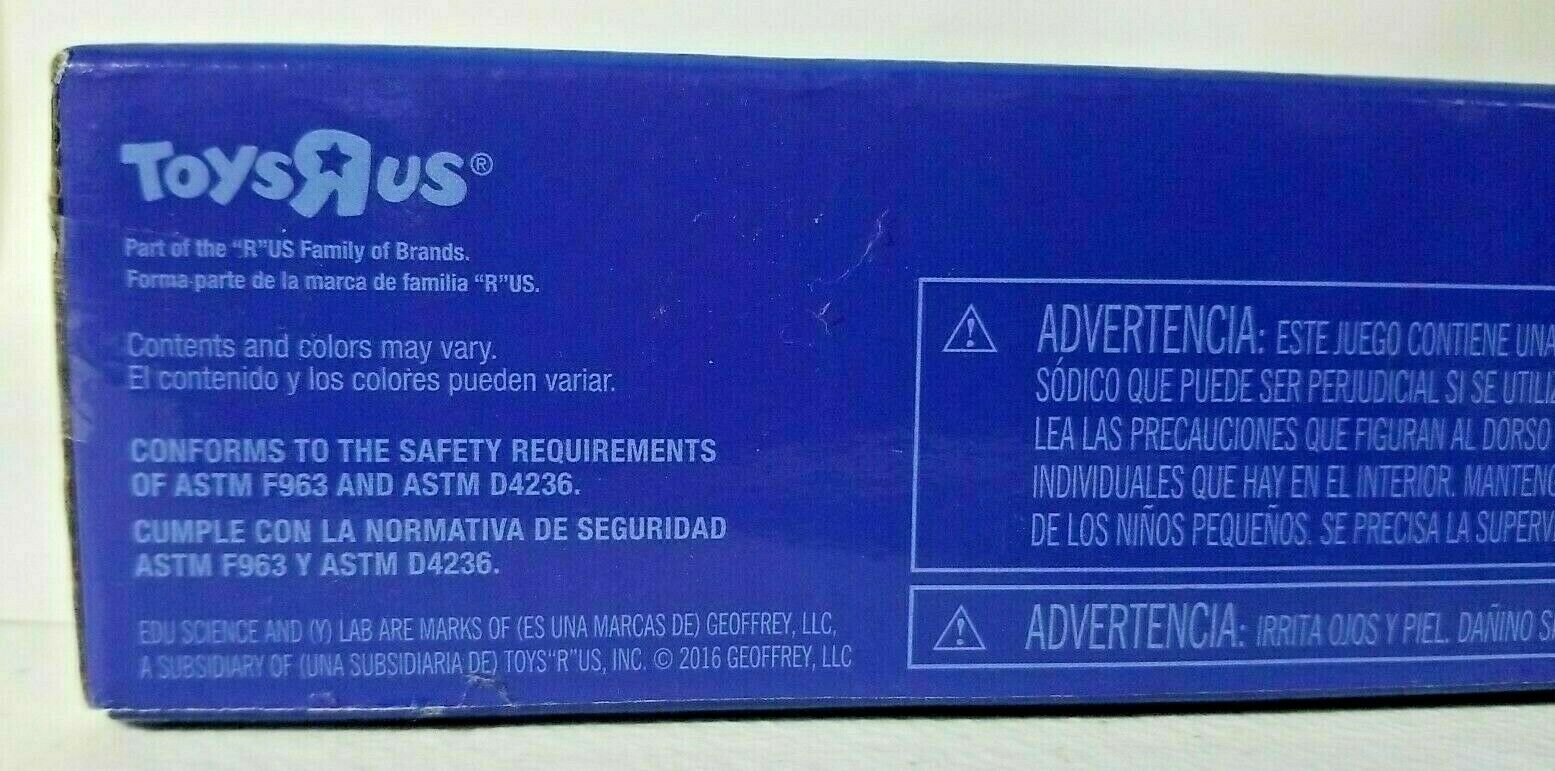 TOYSRUS®
Part of the "R"US Family of Brands.
Forma parte de la marca de familia "R"US.
Contents and colors may vary.
El contenido y los colores pueden variar.
CONFORMS TO THE SAFETY REQUIREMENTS
OF ASTM F963 AND ASTM D4236.
CUMPLE CON LA NORMATIVA DE SEGURIDAD
ASTM F963 Y ASTM D4236.
EDU SCIENCE AND (Y) LAB ARE MARKS OF (ES UNA MARCAS DE) GEOFFREY, LLC,
A SUBSIDIARY OF (UNA SUBSIDIARIA DE) TOYS"R"US, INC. © 2016 GEOFFREY, LLC
ADVERTENCIA: ESTE JUEGO CONTIENE UNA
SÓDICO QUE PUEDE SER PERJUDICIAL SI SE
LEA LAS PRECAUCIONES QUE FIGURAN AL DORSO
INDIVIDUALES QUE HAY EN EL INTERIOR.
DE LOS NIÑOS PEQUEÑOS. SE PRECISA LA
ADVERTENCIA: IRRITA OJOS Y PIEL. DAÑINO